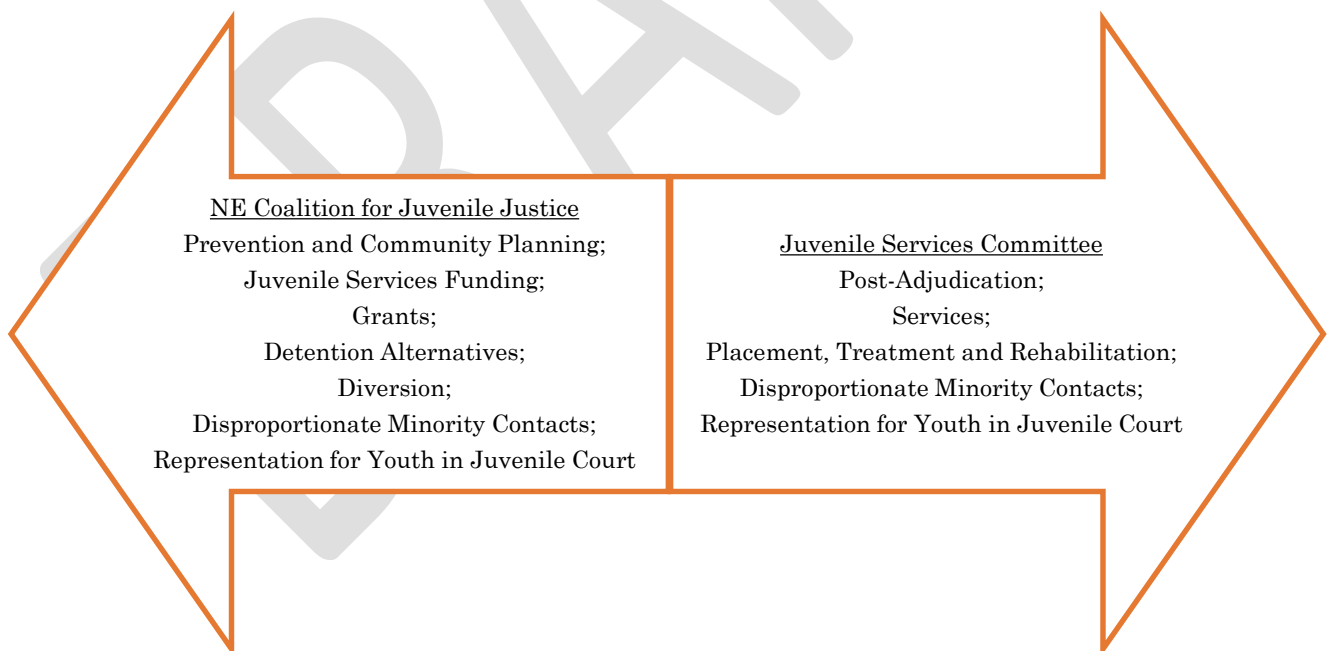 NE Coalition for Juvenile Justice
Prevention and Community Planning;
Juvenile Services Funding;
Grants;
Detention Alternatives;
Diversion;
Disproportionate Minority Contacts;
Representation for Youth in Juvenile Court
Juvenile Services Committee
Post-Adjudication;
Services;
Placement, Treatment and Rehabilitation;
Disproportionate Minority Contacts;
Representation for Youth in Juvenile Court